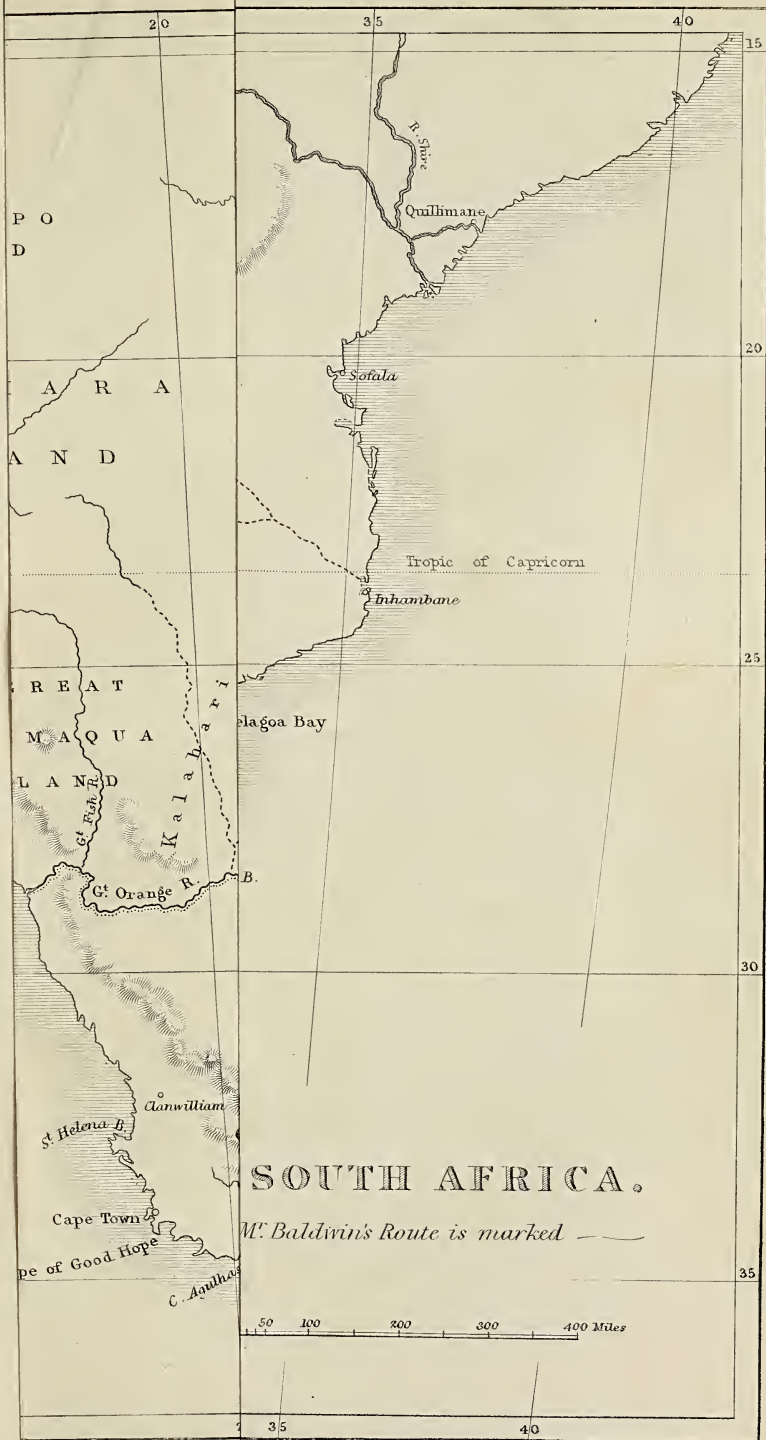 20
35
40
15
R. Shire
Quillimane
P O
D
20
Sofala
A R A
A N D
Tropic of Capricorn
Inhambane
25
R E A T
elagoa Bay
M A Q U A
L A N D
Kalahari
Gt. Fish R.
Gt. Orange R.
B.
30
Clanwilliam
St. Helena B.
SOUTH AFRICA.
Cape Town
Mr. Baldwin's Route is marked
pe of Good Hope
35
C. Agulhas
50 100 200 300 400 Miles
35
40